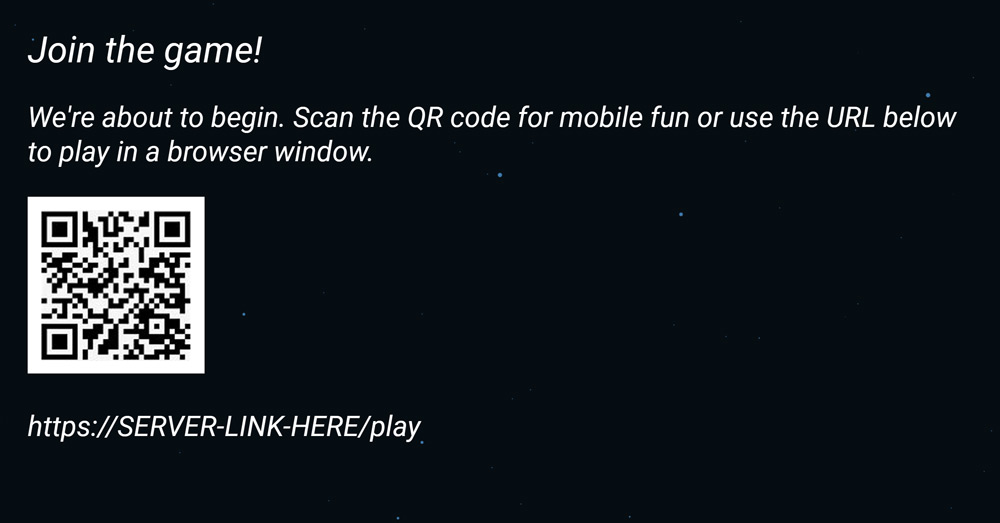 Join the game!
We're about to begin. Scan the QR code for mobile fun or use the URL below
to play in a browser window.
https://SERVER-LINK-HERE/play